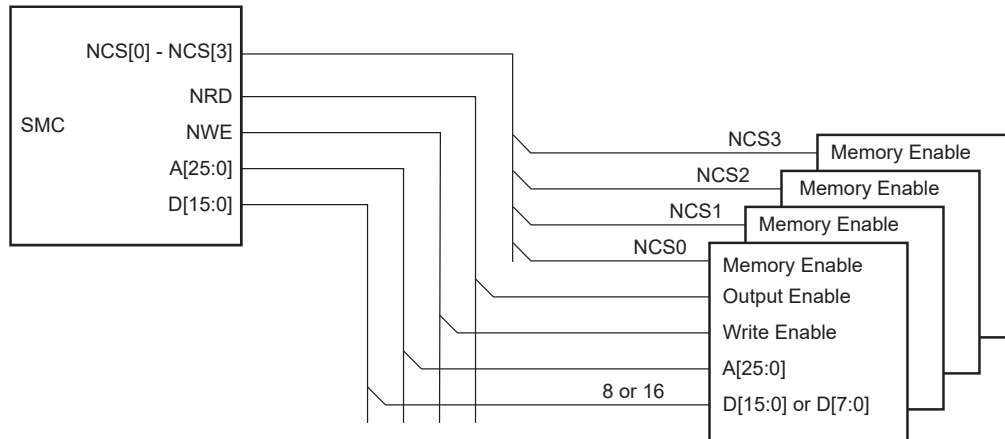 NCS[0] - NCS[3]
NRD
SMC
NWE
A[25:0]
D[15:0]
NCS3
Memory Enable
NCS2
Memory Enable
NCS1
Memory Enable
NCS0
Memory Enable
Output Enable
Write Enable
A[25:0]
8 or 16
D[15:0] or D[7:0]